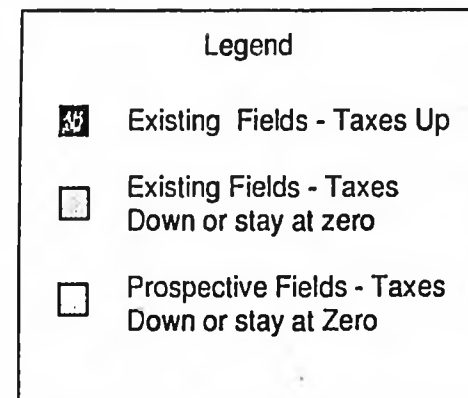 Legend
Existing Fields - Taxes Up
Existing Fields - Taxes
Down or stay at zero
Prospective Fields - Taxes
Down or stay at Zero